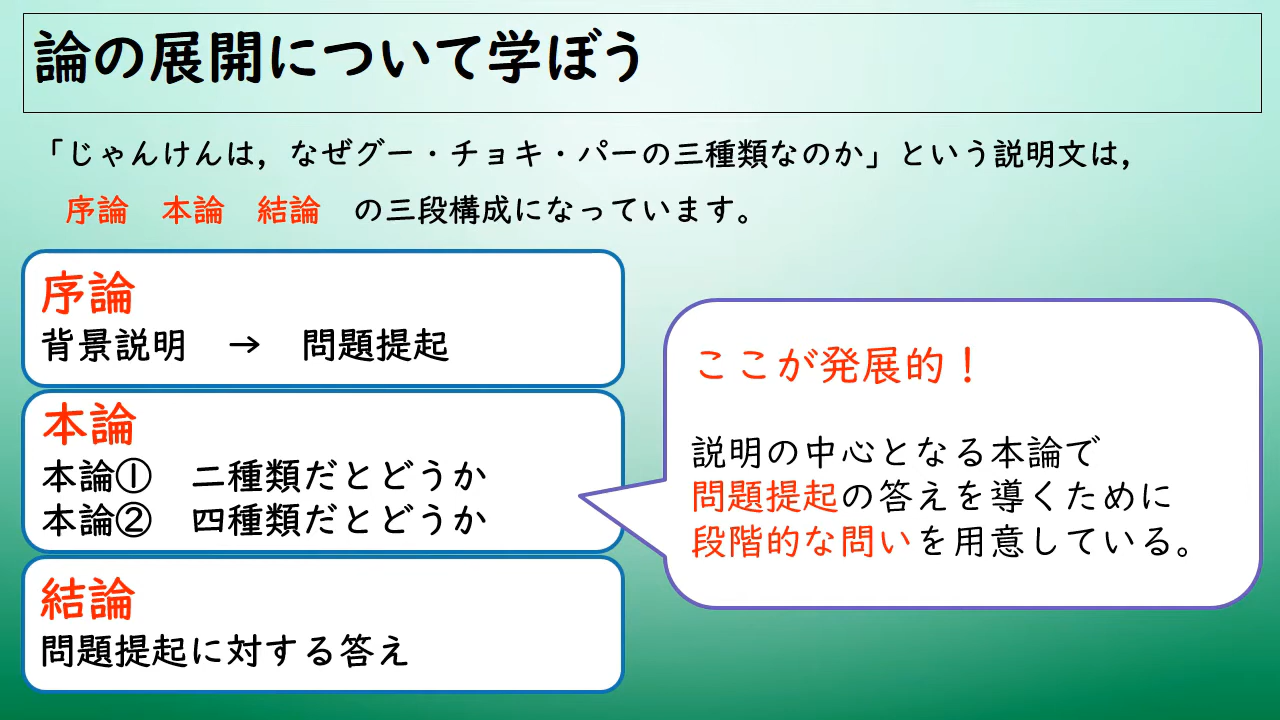 論の展開について学ぼう
「じゃんけんは，なぜグー・チョキ・パーの三種類なのか」という説明文は，
序論　本論　結論　の三段構成になっています。
序論
背景説明　→　問題提起
本論
本論①　二種類だとどうか
本論②　四種類だとどうか
結論
問題提起に対する答え
ここが発展的！
説明の中心となる本論で
問題提起の答えを導くために
段階的な問いを用意している。